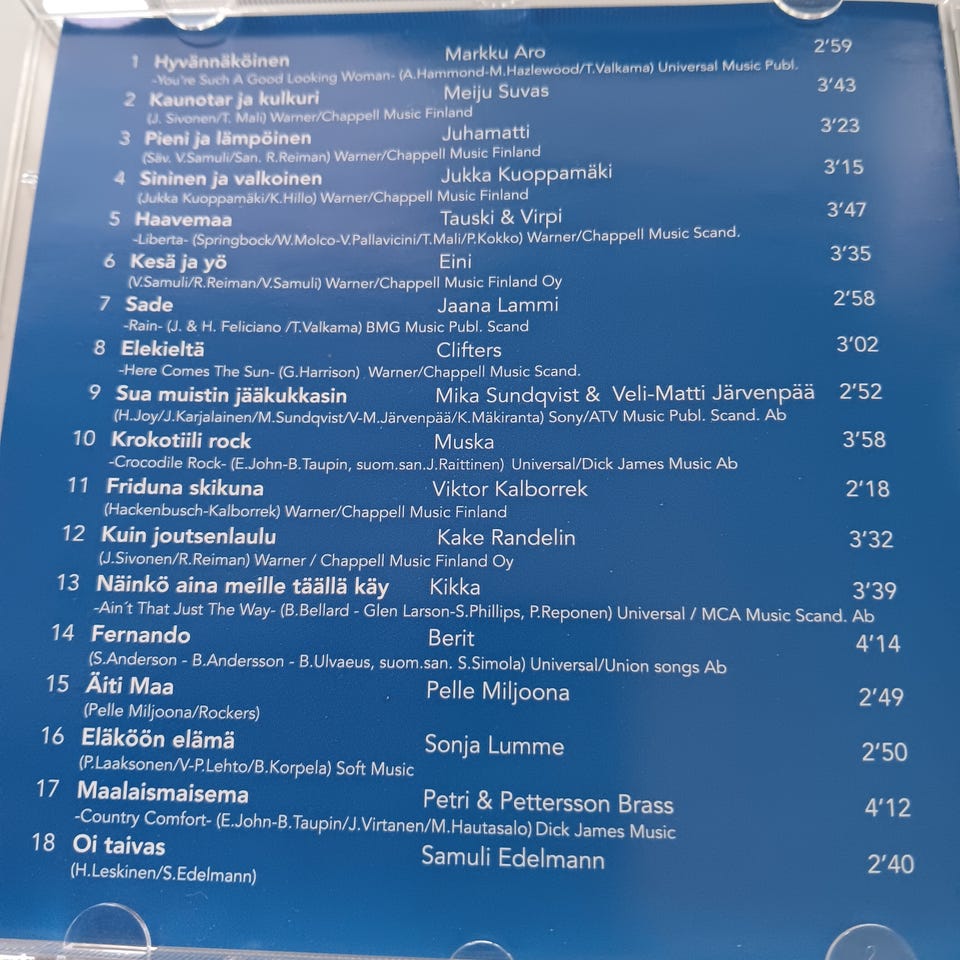 1 Hyvännäköinen Markku Aro 2'59
-You're Such A Good Looking Woman- (A.Hammond-M.Hazlewood/T.Valkama) Universal Music Publ.
2 Kaunotar ja kulkuri Meiju Suvas 3'43
(J. Sivonen/T. Mali) Warner/Chappell Music Finland
3 Pieni ja lämpöinen Juhamatti 3'23
(Säv. V.Samuli/San. R.Reiman) Warner/Chappell Music Finland
4 Sininen ja valkoinen Jukka Kuoppamäki 3'15
(Jukka Kuoppamäki/K.Hillo) Warner/Chappell Music Finland
5 Haavemaa Tauski & Virpi 3'47
-Liberta- (Springbock/W.Molco-V.Pallavicini/T.Mali/P.Kokko) Warner/Chappell Music Scand.
6 Kesä ja yö Eini 3'35
(V.Samuli/R.Reiman/V.Samuli) Warner/Chappell Music Finland Oy
7 Sade Jaana Lammi 2'58
-Rain- (J. & H. Feliciano /T.Valkama) BMG Music Publ. Scand
8 Elekieltä Clifters 3'02
-Here Comes The Sun- (G.Harrison) Warner/Chappell Music Scand.
9 Sua muistin jääkukkasin Mika Sundqvist & Veli-Matti Järvenpää 2'52
(H.Joy/J.Karjalainen/M.Sundqvist/V-M.Järvenpää/K.Mäkiranta) Sony/ATV Music Publ. Scand. Ab
10 Krokotiili rock Muska 3'58
-Crocodile Rock- (E.John-B.Taupin, suom.san.J.Raittinen) Universal/Dick James Music Ab
11 Friduna skikuna Viktor Kalborrek 2'18
(Hackenbusch-Kalborrek) Warner/Chappell Music Finland
12 Kuin joutsenlaulu Kake Randelin 3'32
(J.Sivonen/R.Reiman) Warner / Chappell Music Finland Oy
13 Näinkö aina meille täällä käy Kikka 3'39
-Ain´t That Just The Way- (B.Bellard - Glen Larson-S.Phillips, P.Reponen) Universal / MCA Music Scand. Ab
14 Fernando Berit 4'14
(S.Anderson - B.Andersson - B.Ulvaeus, suom.san. S.Simola) Universal/Union songs Ab
15 Äiti Maa Pelle Miljoona 2'49
(Pelle Miljoona/Rockers)
16 Eläköön elämä Sonja Lumme 2'50
(P.Laaksonen/V-P.Lehto/B.Korpela) Soft Music
17 Maalaismaisema Petri & Pettersson Brass 4'12
-Country Comfort- (E.John-B.Taupin/J.Virtanen/M.Hautasalo) Dick James Music
18 Oi taivas Samuli Edelmann 2'40
(H.Leskinen/S.Edelmann)